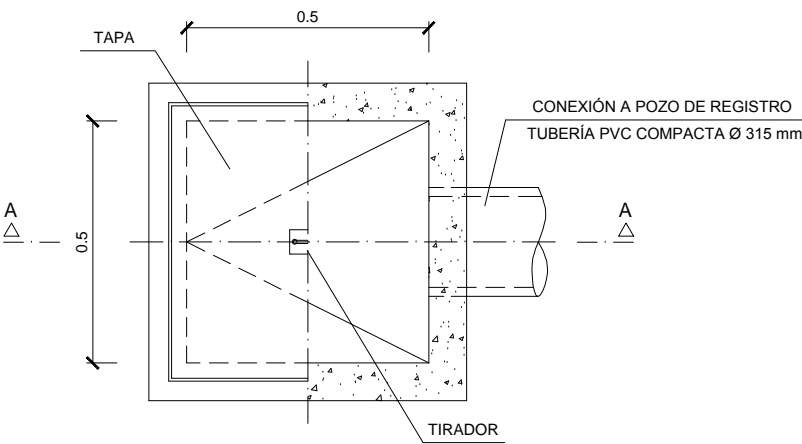 0.5
TAPA
CONEXIÓN A POZO DE REGISTRO
TUBERÍA PVC COMPACTA Ø 315 mm
A
A
0.5
TIRADOR